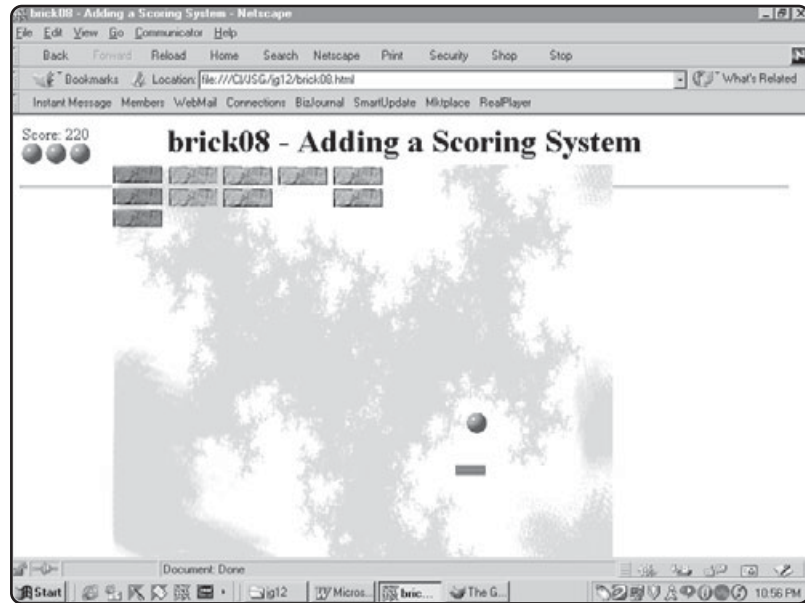 brick08 - Adding a Scoring System - Netscape
File Edit View Go Communicator Help
Back Forward Reload Home Search Netscape Print Security Shop Stop
Bookmarks Location: file:///C|/JSG/jg12/brick08.html What's Related
Instant Message Members WebMail Connections BizJournal SmartUpdate Mktplace RealPlayer
Score: 220
brick08 - Adding a Scoring System
Document: Done
Start jg12 Micros... bric... The G... 10:56 PM